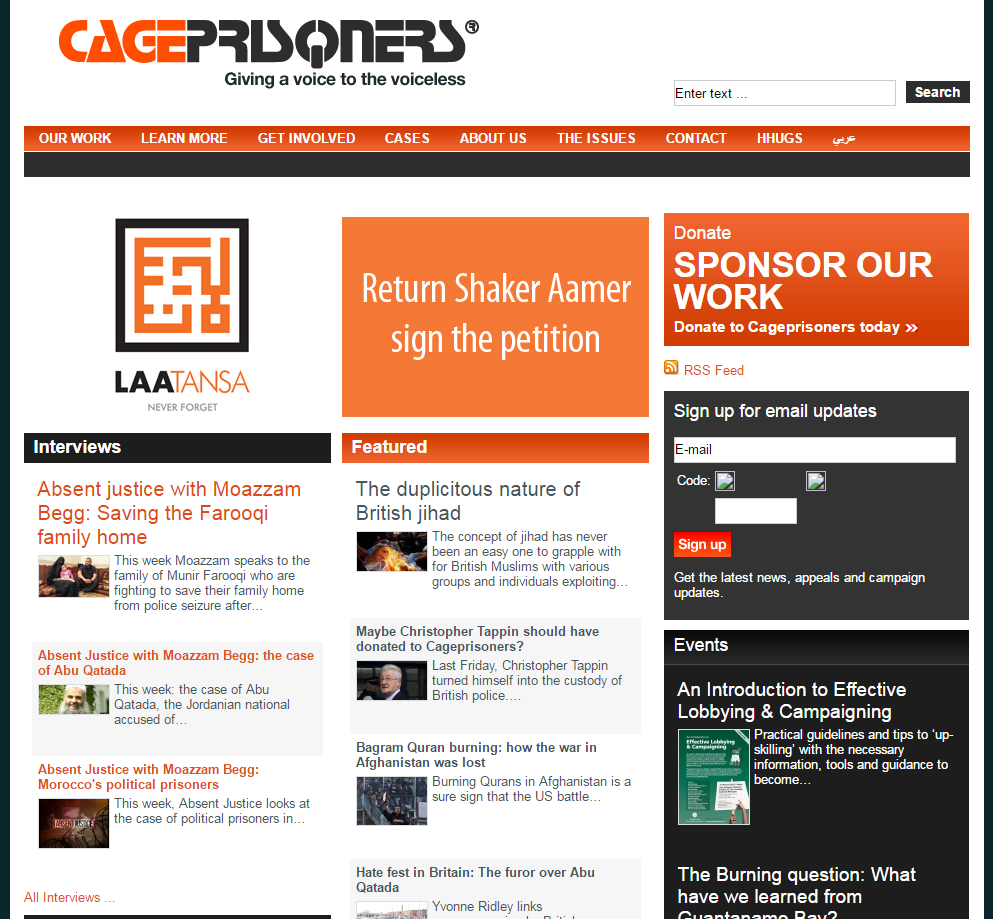 CAGEPRISONERS®
Giving a voice to the voiceless
Enter text ...
Search
OUR WORK
LEARN MORE
GET INVOLVED
CASES
ABOUT US
THE ISSUES
CONTACT
HHUGS
عربي
LAATANSA
NEVER FORGET
Return Shaker Aamer
sign the petition
Donate
SPONSOR OUR
WORK
Donate to Cageprisoners today »
RSS Feed
Sign up for email updates
E-mail
Code:
Sign up
Get the latest news, appeals and campaign
updates.
Interviews
Absent justice with Moazzam
Begg: Saving the Farooqi
family home
This week Moazzam speaks to the
family of Munir Farooqi who are
fighting to save their family home
from police seizure after…
Absent Justice with Moazzam Begg: the case
of Abu Qatada
This week: the case of Abu
Qatada, the Jordanian national
accused of…
Absent Justice with Moazzam Begg:
Morocco's political prisoners
ABSENT JUSTICE
This week, Absent Justice looks at
the case of political prisoners in…
All Interviews ...
Featured
The duplicitous nature of
British jihad
The concept of jihad has never
been an easy one to grapple with
for British Muslims with various
groups and individuals exploiting…
Maybe Christopher Tappin should have
donated to Cageprisoners?
Last Friday, Christopher Tappin
turned himself into the custody of
British police.…
Bagram Quran burning: how the war in
Afghanistan was lost
Burning Qurans in Afghanistan is a
sure sign that the US battle…
Hate fest in Britain: The furor over Abu
Qatada
Yvonne Ridley links
Events
An Introduction to Effective
Lobbying & Campaigning
Effective Lobbying
& Campaigning
Practical guidelines and tips to ‘up-
skilling’ with the necessary
information, tools and guidance to
become…
The Burning question: What
have we learned from
Guantanamo Bay?